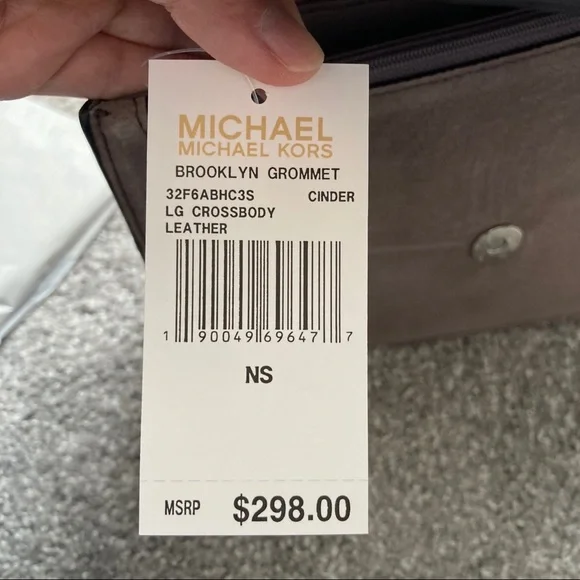 MICHAEL
MICHAEL KORS
BROOKLYN GROMMET
32F6ABHC3S CINDER
LG CROSSBODY
LEATHER
1 90049 69647 7
NS
MSRP $298.00